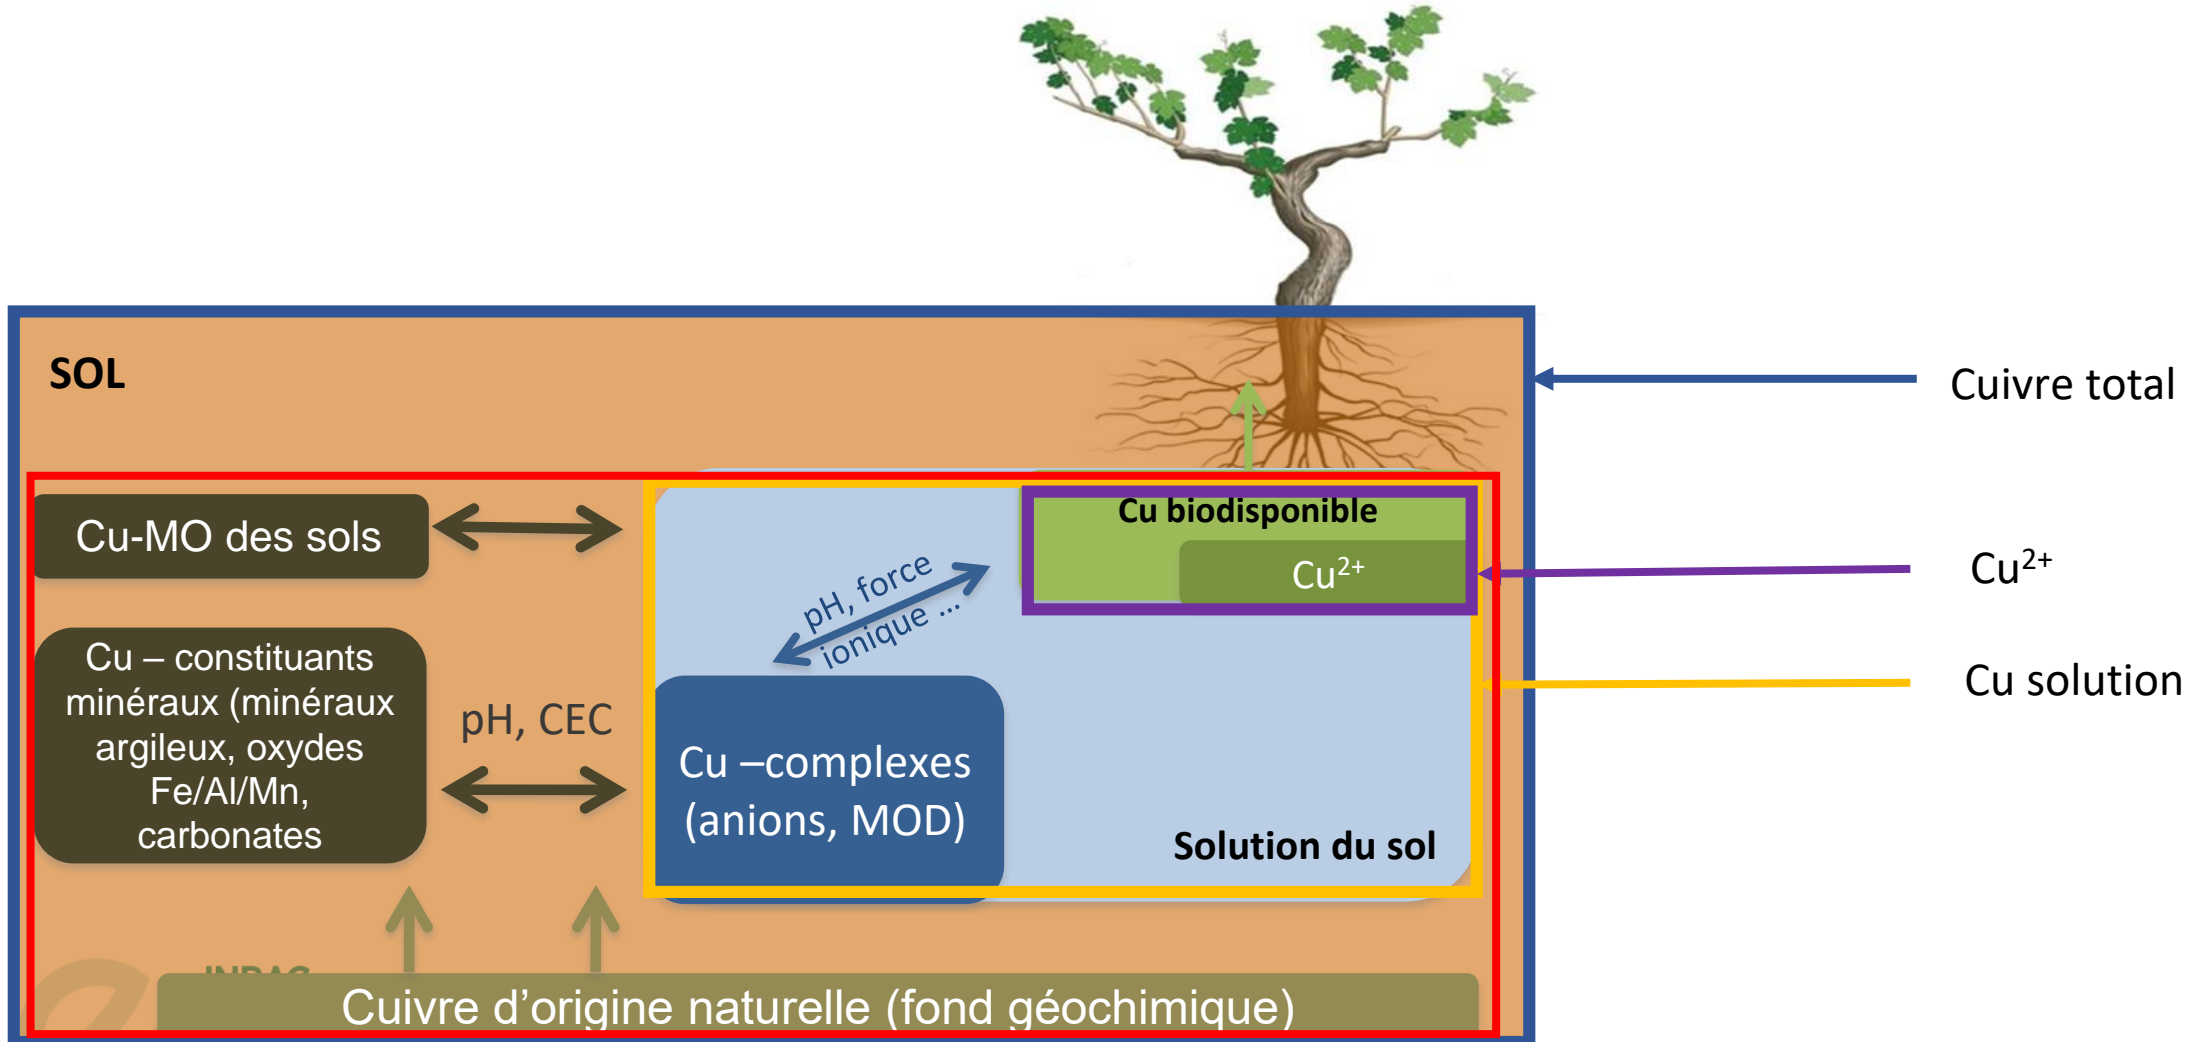 SOL
Cuivre total
Cu-MO des sols
Cu biodisponible
Cu²⁺
Cu²⁺
pH, force
ionique ...
Cu – constituants
minéraux (minéraux
argileux, oxydes
Fe/Al/Mn,
carbonates
pH, CEC
Cu solution
Cu –complexes
(anions, MOD)
Solution du sol
Cuivre d’origine naturelle (fond géochimique)